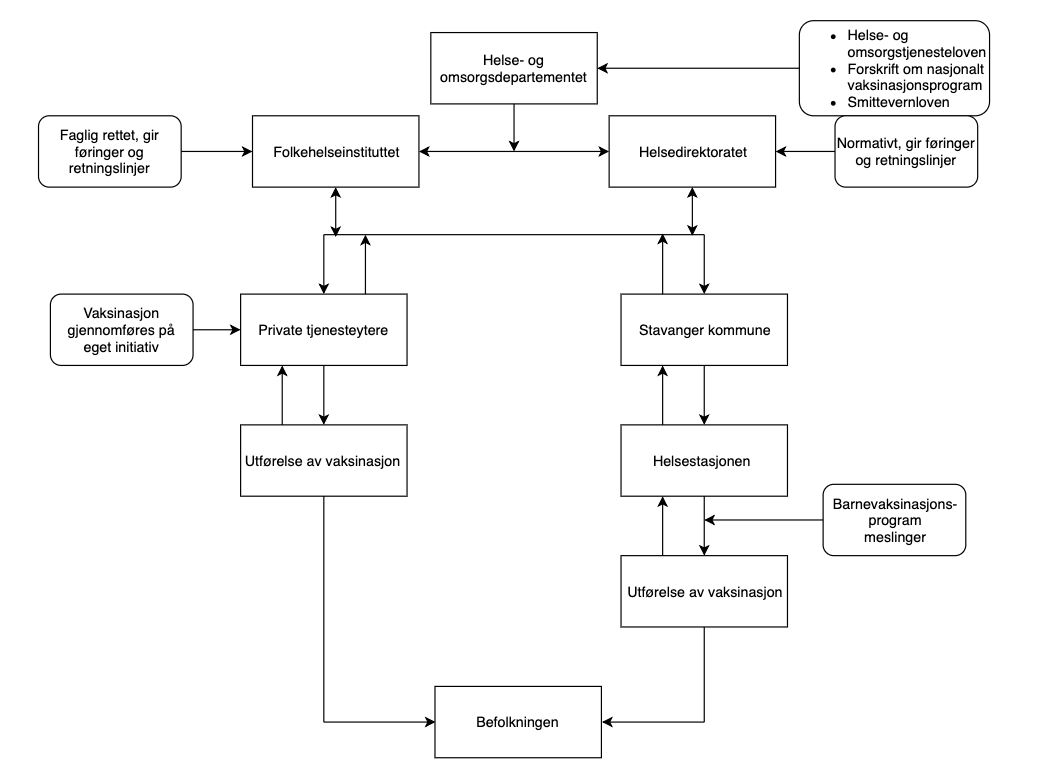 Helse- og
omsorgsdepartementet
• Helse- og
omsorgstjenesteloven
• Forskrift om nasjonalt
vaksinasjonsprogram
• Smittevernloven
Faglig rettet, gir
føringer og
retningslinjer
Folkehelseinstituttet
Helsedirektoratet
Normativt, gir føringer
og retningslinjer
Vaksinasjon
gjennomføres på
eget initiativ
Private tjenesteytere
Stavanger kommune
Utførelse av vaksinasjon
Helsestasjonen
Barnevaksinasjons-
program
meslinger
Utførelse av vaksinasjon
Befolkningen